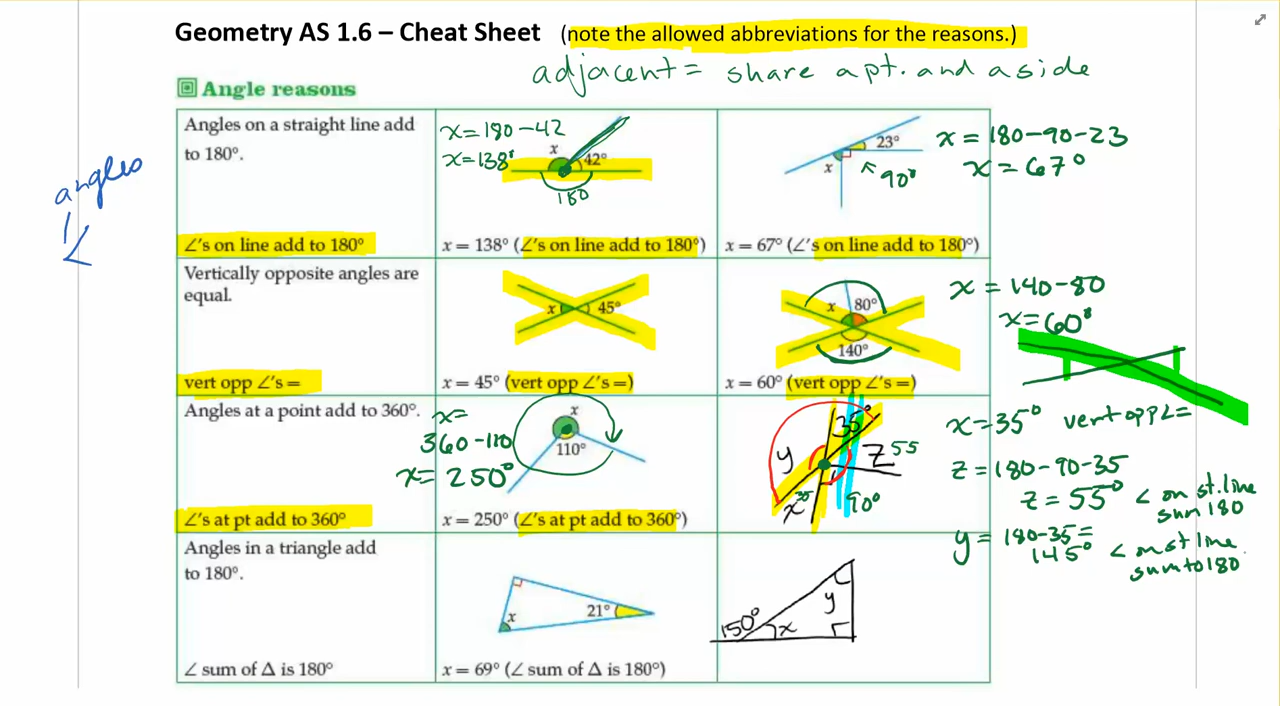 Geometry AS 1.6 – Cheat Sheet (note the allowed abbreviations for the reasons.)
adjacent = share a pt. and a side
Angle reasons
angles
∠
Angles on a straight line add
to 180°.
∠'s on line add to 180°
x = 180 – 42
x = 138°
x
42°
180
x = 138° (∠'s on line add to 180°)
23°
x
90°
x = 67° (∠'s on line add to 180°)
x = 180 – 90 – 23
x = 67°
Vertically opposite angles are
equal.
vert opp ∠'s =
x
45°
x = 45° (vert opp ∠'s =)
x
80°
140°
x = 60° (vert opp ∠'s =)
x = 140 – 80
x = 60°
Angles at a point add to 360°.
∠'s at pt add to 360°
x =
360 – 110
x = 250°
x
110°
x = 250° (∠'s at pt add to 360°)
35°
y
z 55
x 35
90°
x = 35° vert opp ∠ =
z = 180 – 90 – 35
z = 55° < on st. line
sum 180
y = 180 – 35 =
145° < on st line
sum to 180
Angles in a triangle add
to 180°.
∠ sum of Δ is 180°
x
21°
x = 69° (∠ sum of Δ is 180°)
150°
x
y